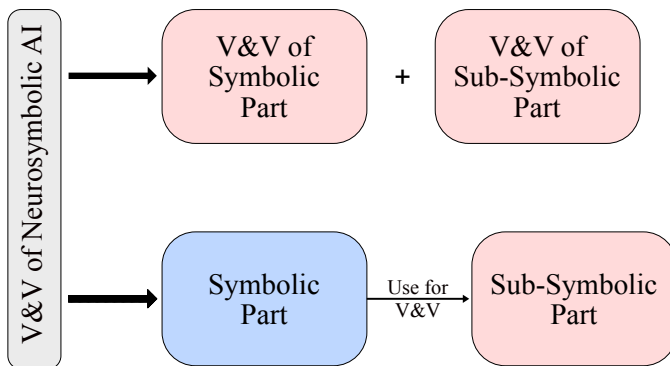 V&V of Neurosymbolic AI
V&V of
Symbolic
Part
+
V&V of
Sub-Symbolic
Part
Symbolic
Part
Use for
V&V
Sub-Symbolic
Part